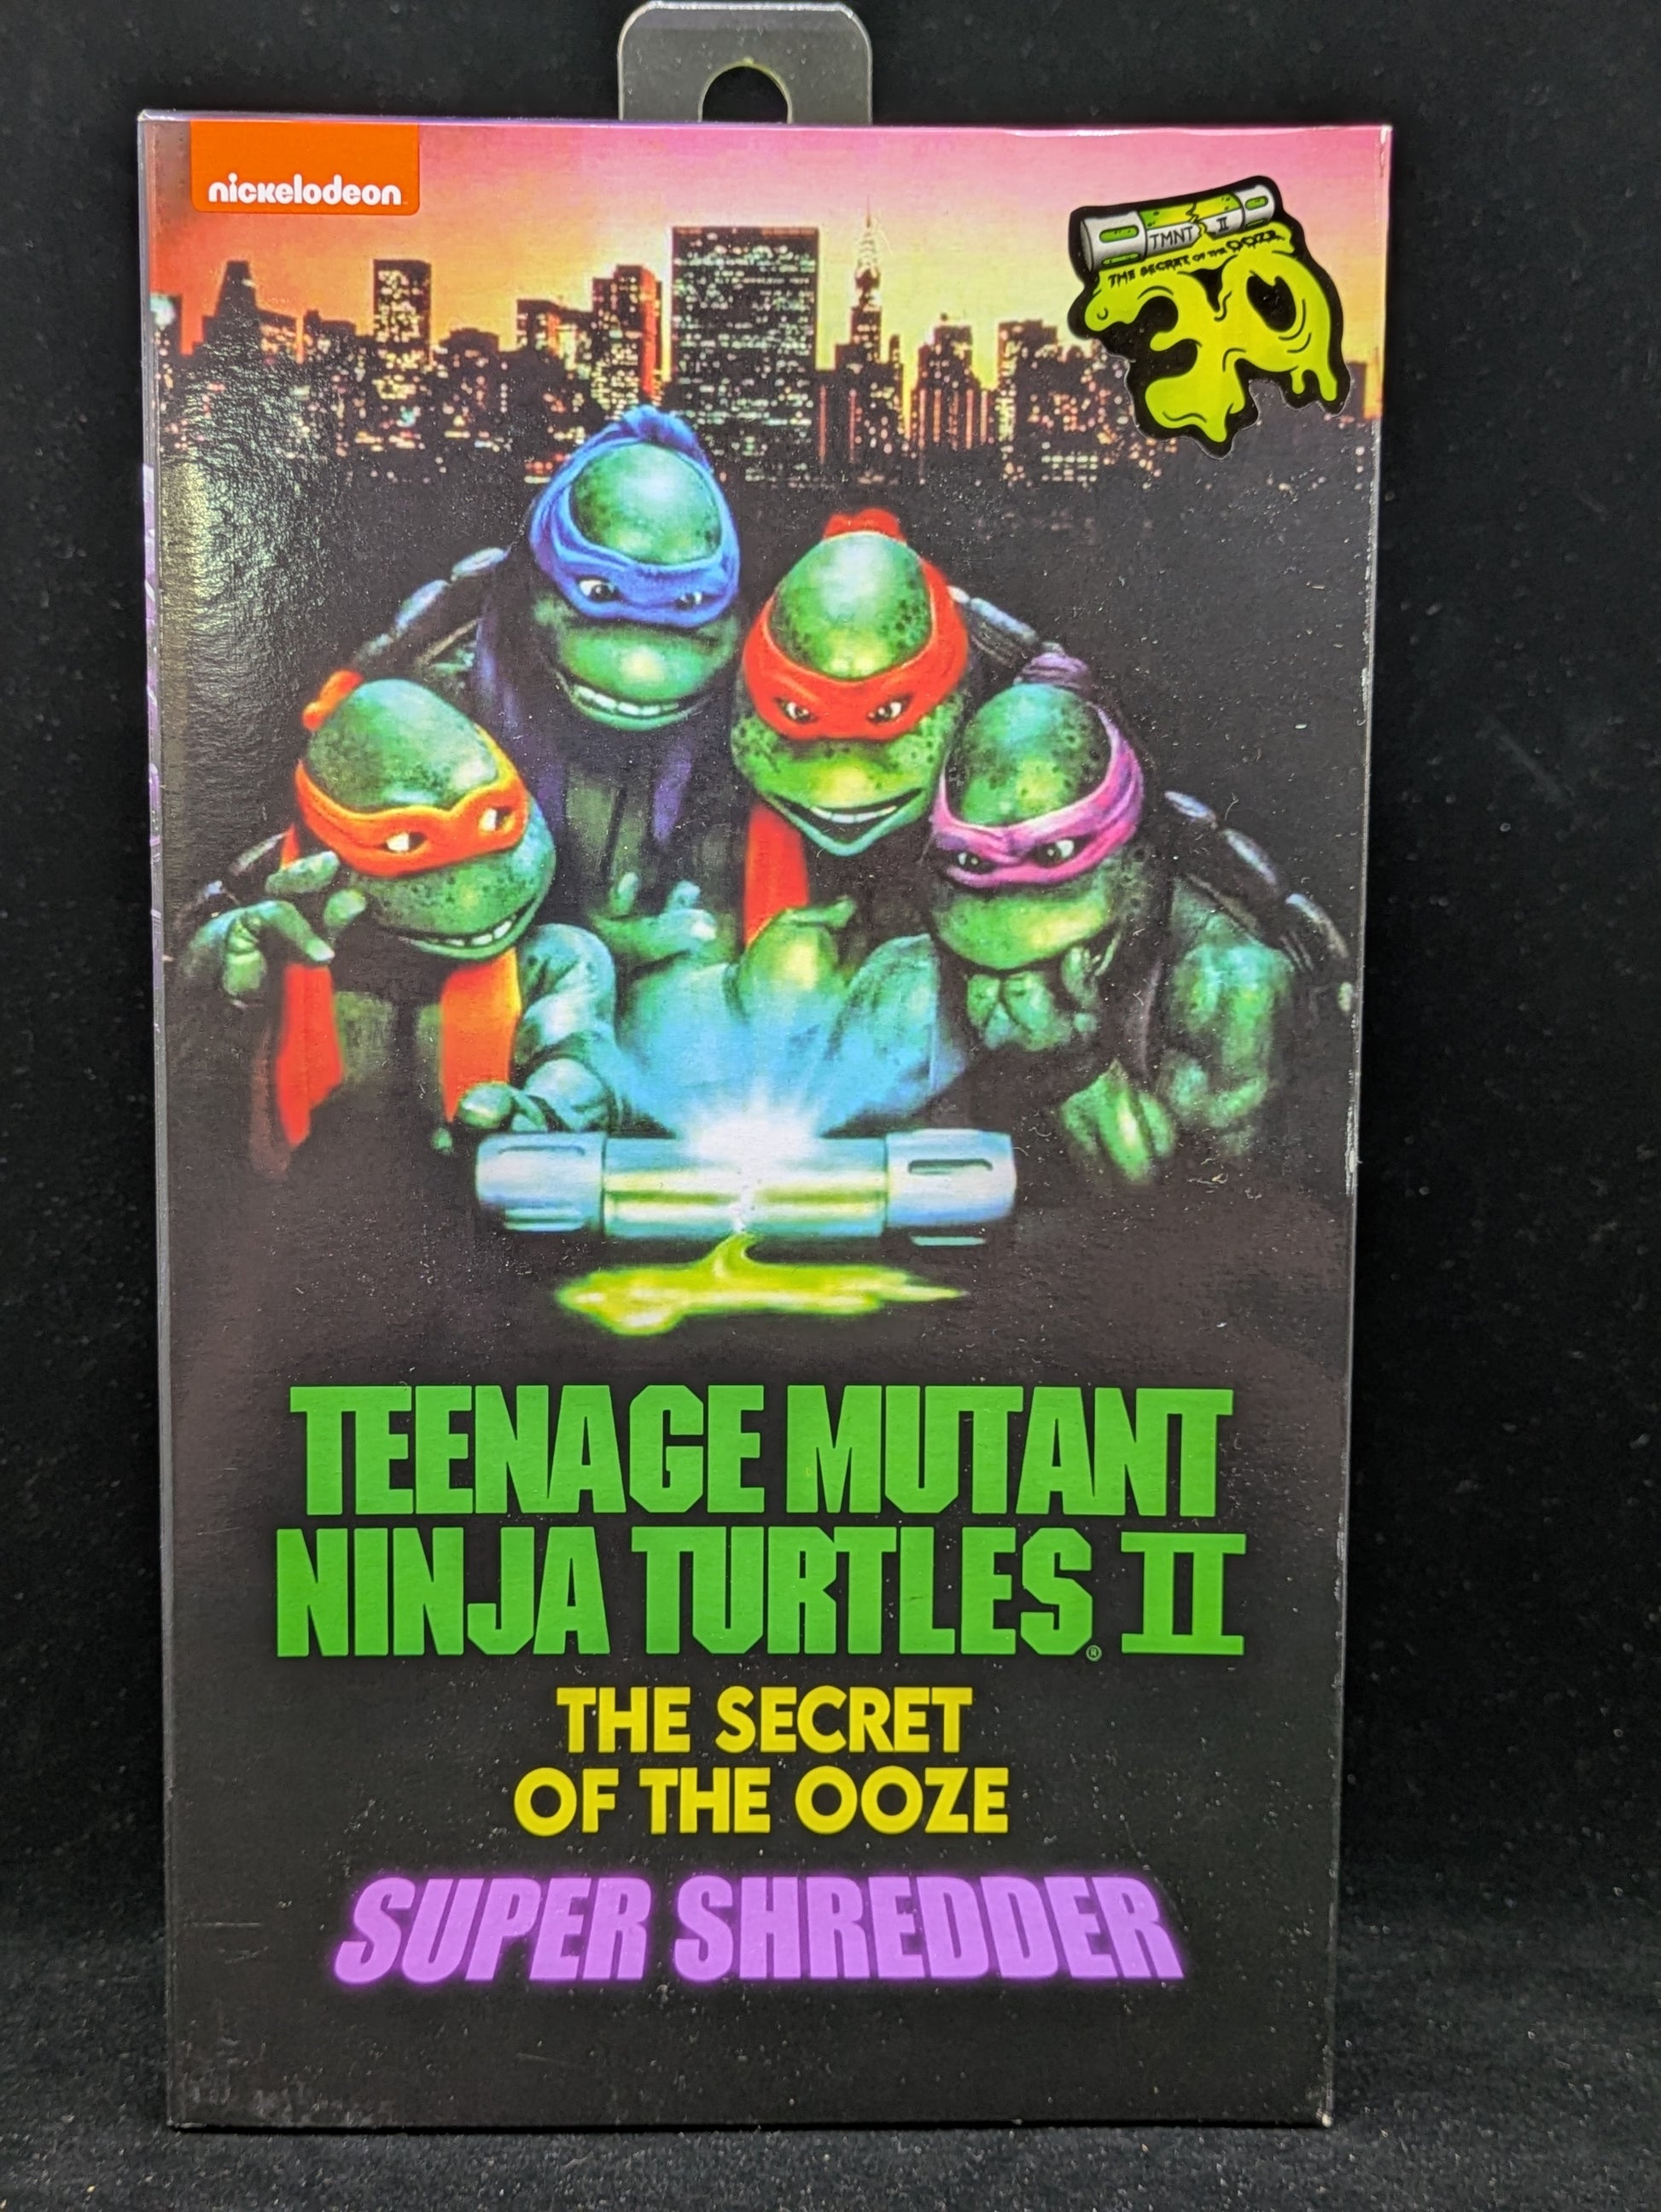 nickelodeon
TMNT II
THE SECRET OF THE OOZE
30
TEENAGE MUTANT
NINJA TURTLES® II
THE SECRET
OF THE OOZE
SUPER SHREDDER